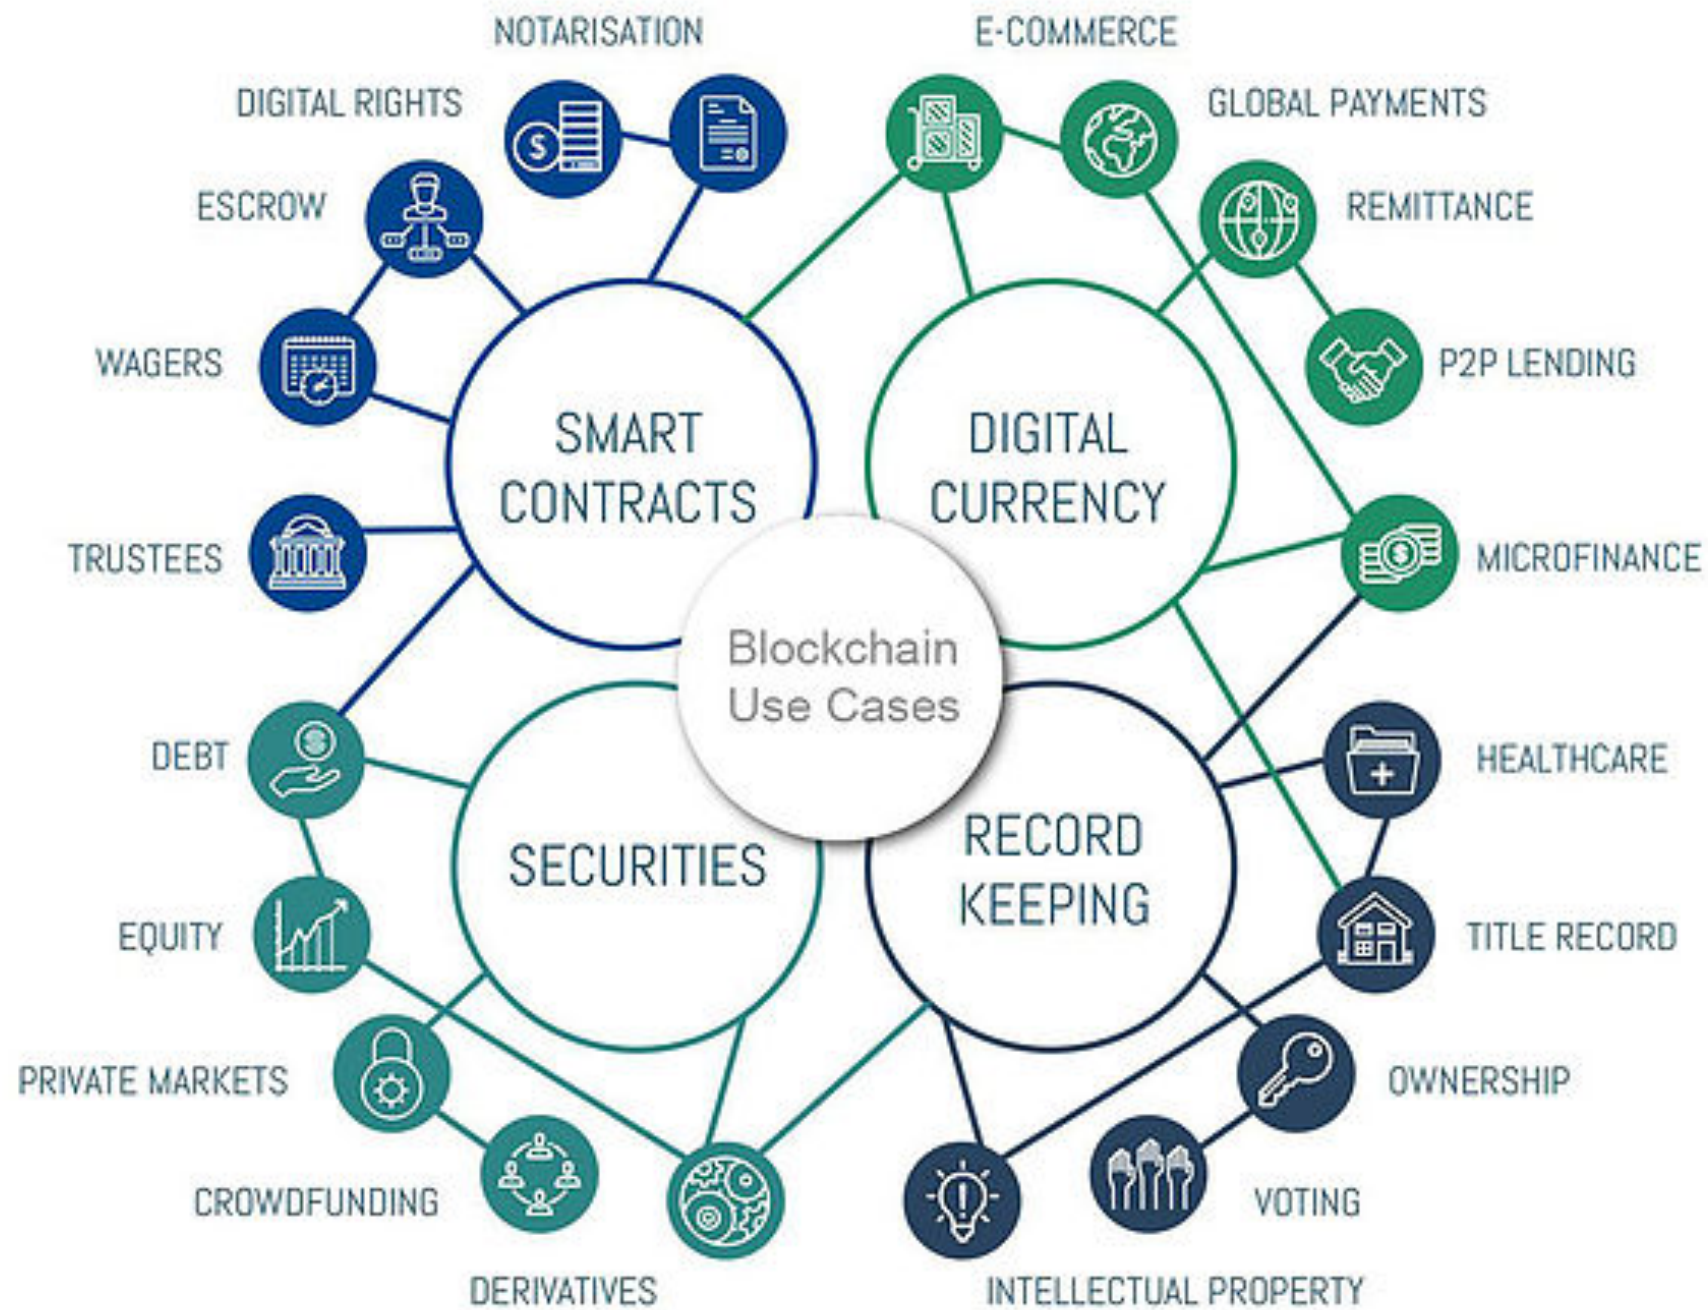 NOTARISATION
E-COMMERCE
DIGITAL RIGHTS
GLOBAL PAYMENTS
ESCROW
REMITTANCE
WAGERS
P2P LENDING
SMART
CONTRACTS
DIGITAL
CURRENCY
TRUSTEES
MICROFINANCE
Blockchain
Use Cases
DEBT
HEALTHCARE
SECURITIES
RECORD
KEEPING
EQUITY
TITLE RECORD
PRIVATE MARKETS
OWNERSHIP
CROWDFUNDING
VOTING
DERIVATIVES
INTELLECTUAL PROPERTY